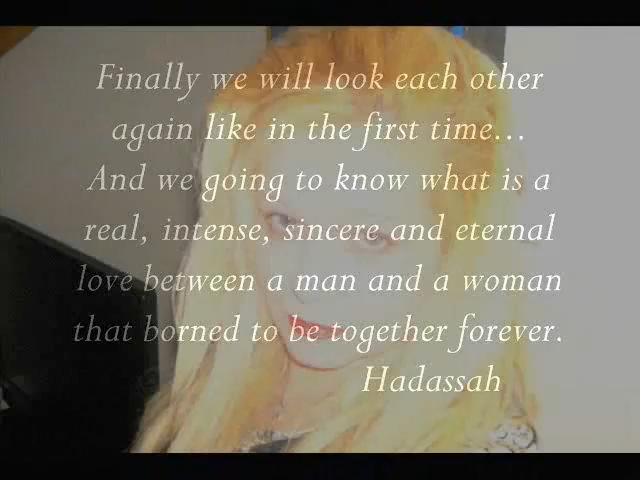 Finally we will look each other
again like in the first time...
And we going to know what is a
real, intense, sincere and eternal
love between a man and a woman
that borned to be together forever.
Hadassah